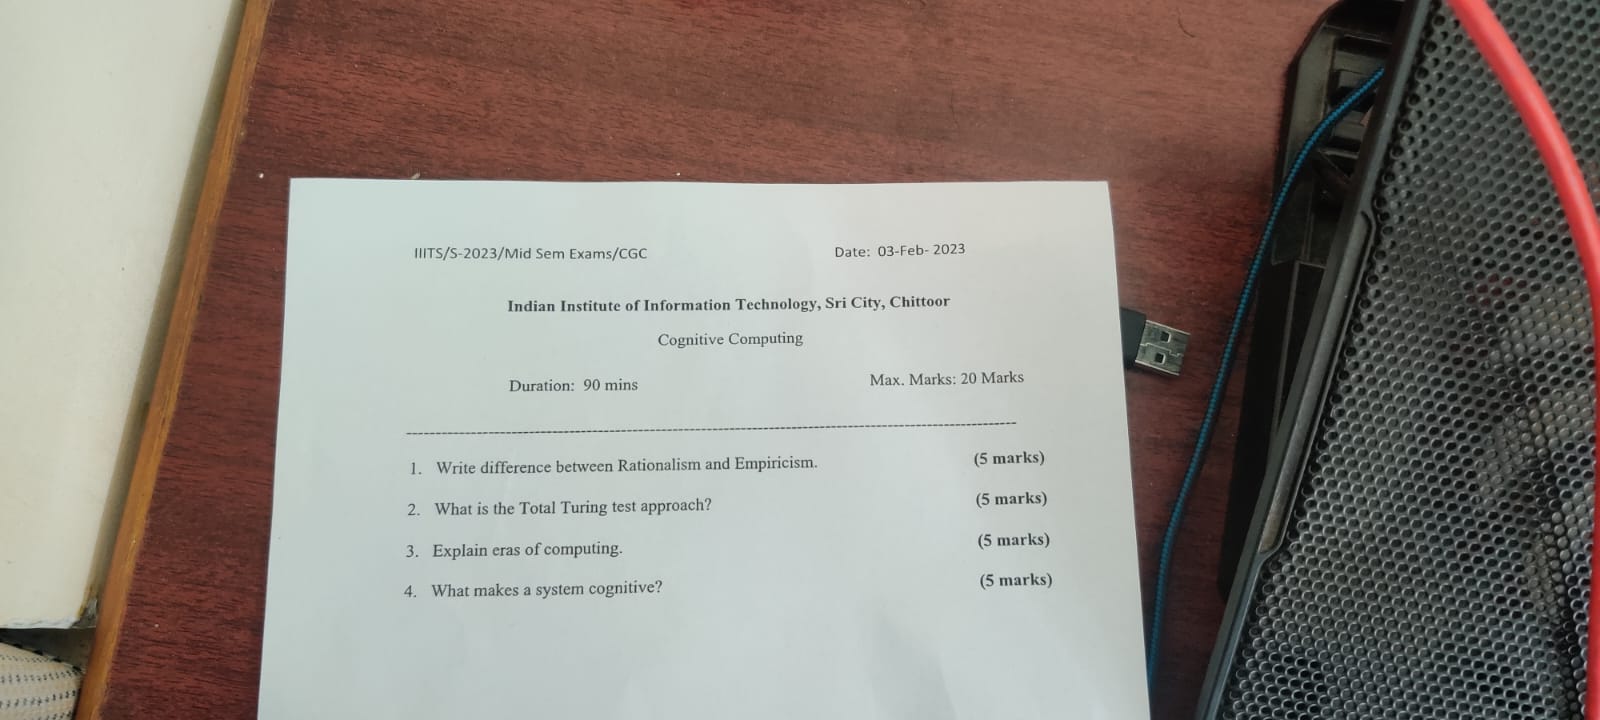 IIITS/S-2023/Mid Sem Exams/CGC Date: 03-Feb- 2023
Indian Institute of Information Technology, Sri City, Chittoor
Cognitive Computing
Duration: 90 mins Max. Marks: 20 Marks
1. Write difference between Rationalism and Empiricism. (5 marks)
2. What is the Total Turing test approach? (5 marks)
3. Explain eras of computing. (5 marks)
4. What makes a system cognitive? (5 marks)